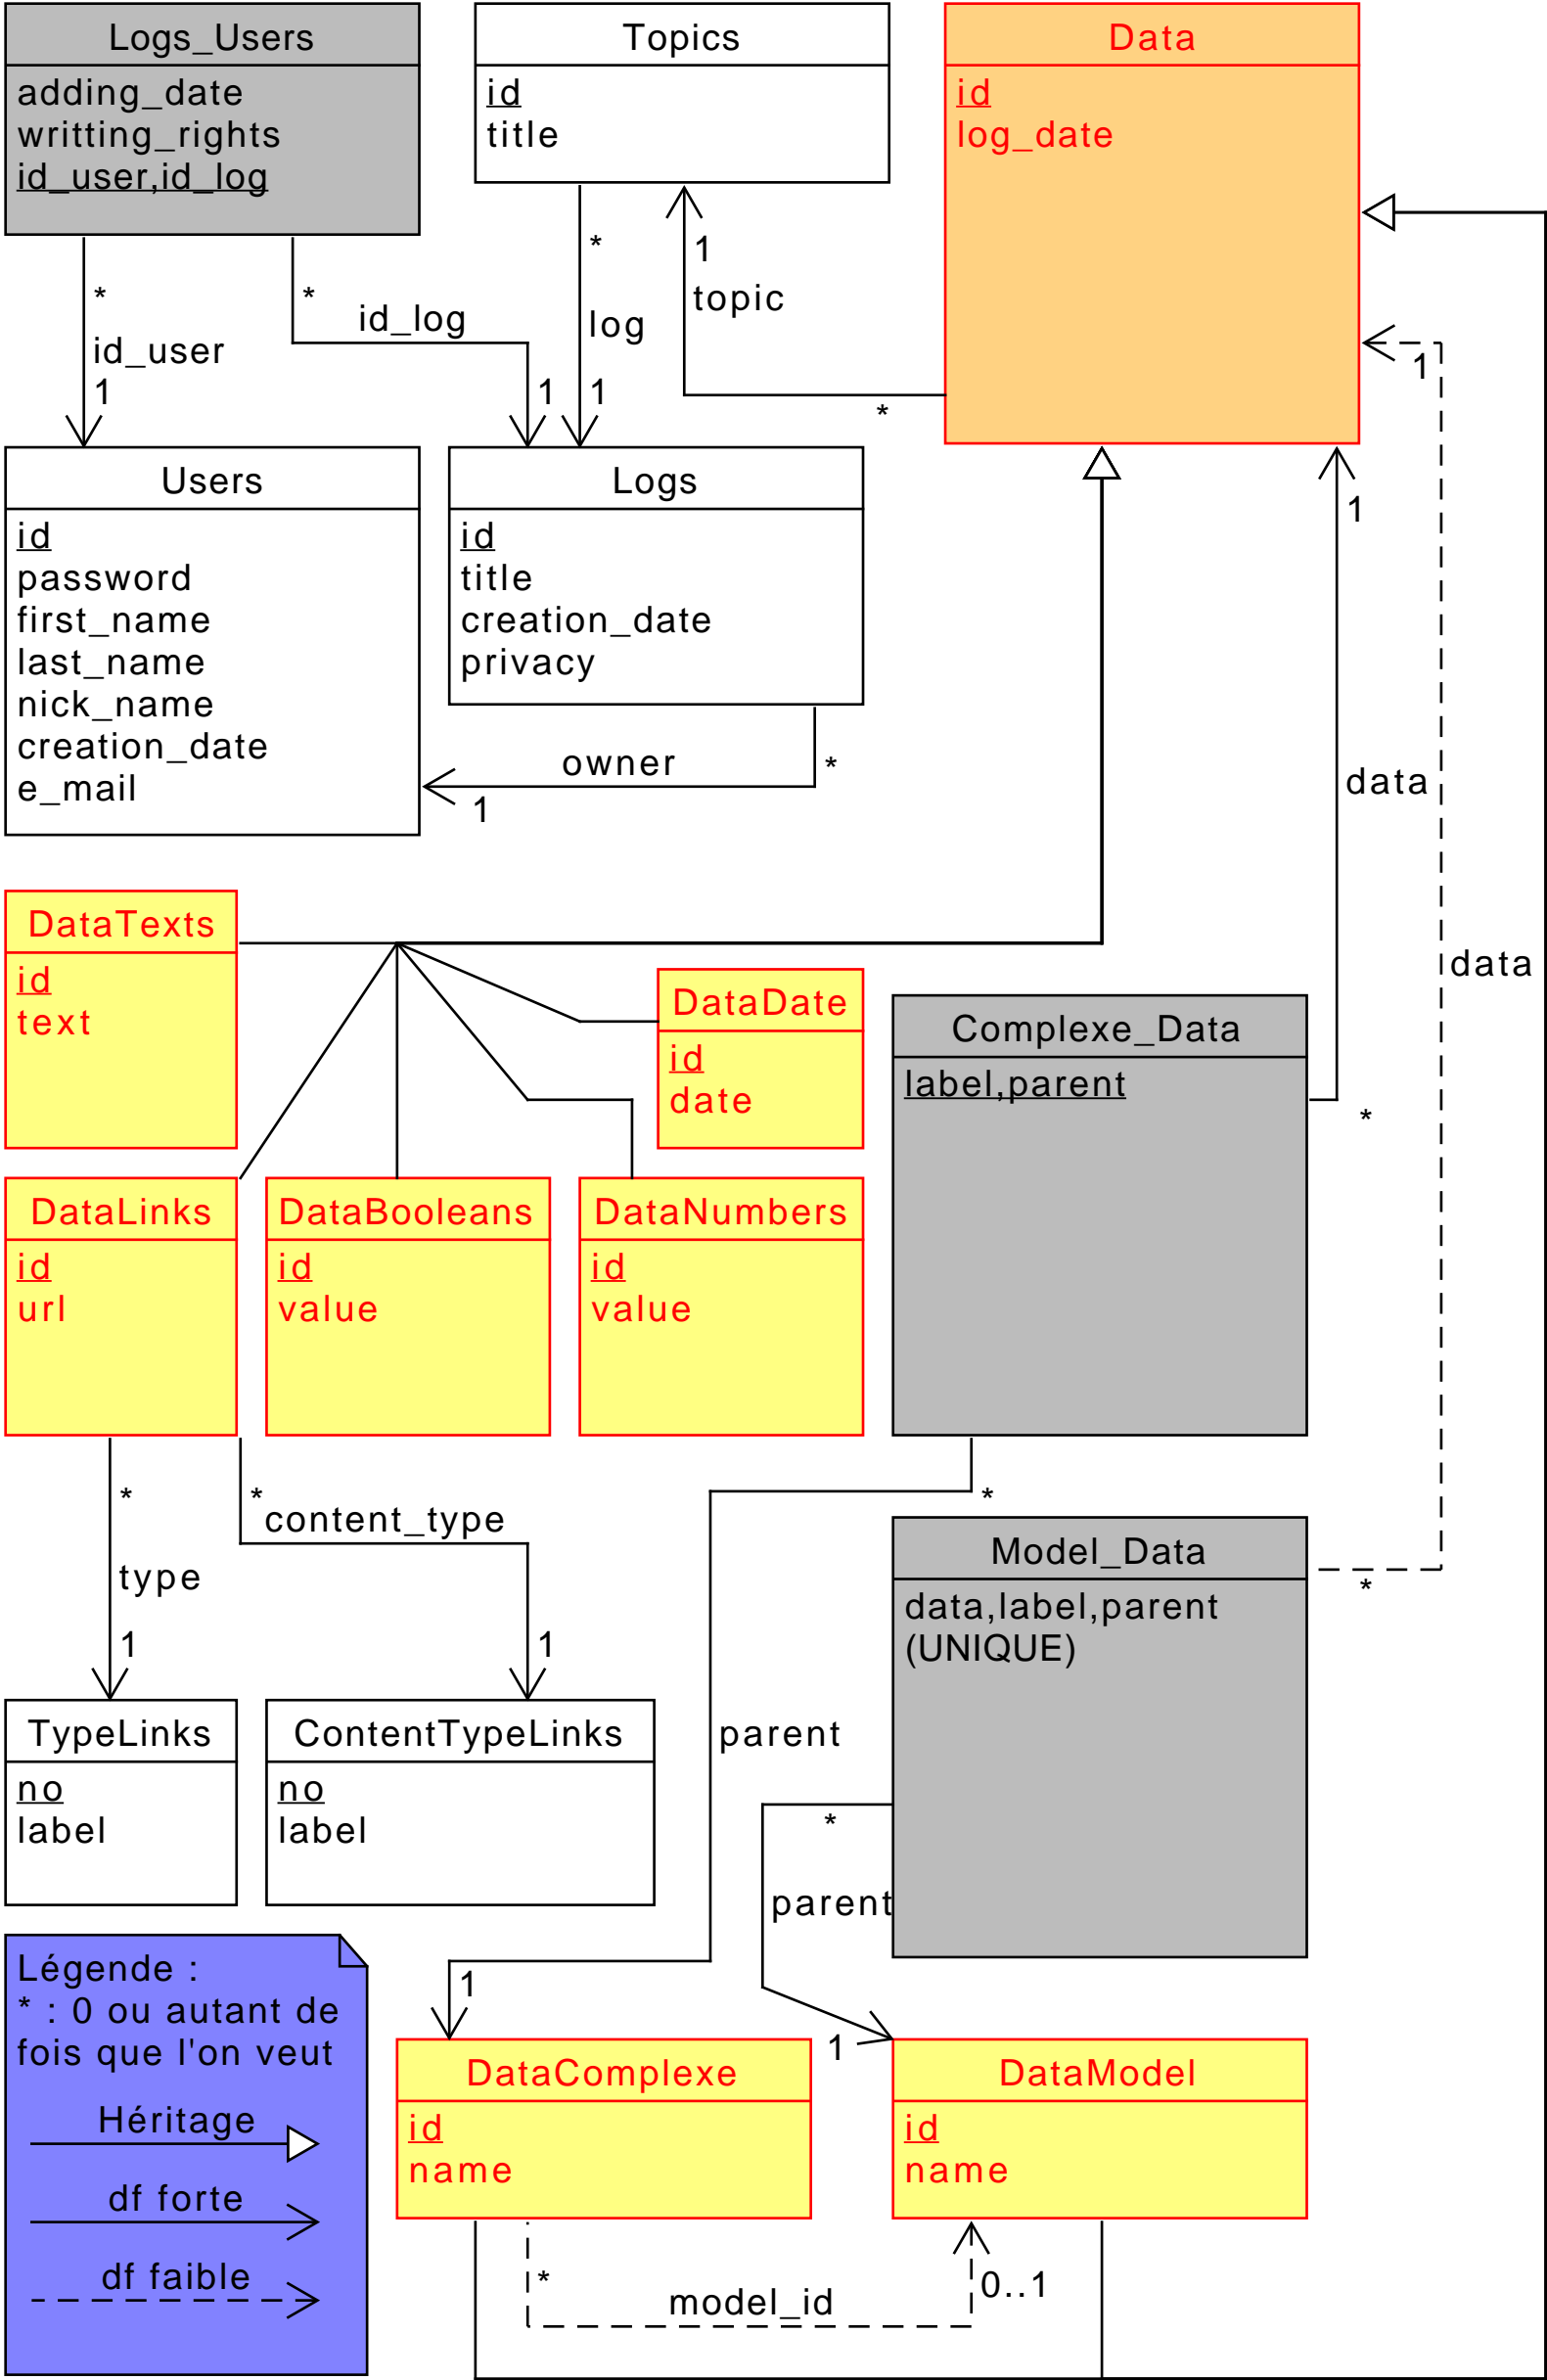 Logs_Users
adding_date
writting_rights
id_user,id_log
Topics
id
title
Data
id
log_date
*
id_user
1
*
id_log
1
*
log
1
1
topic
*
1
Users
id
password
first_name
last_name
nick_name
creation_date
e_mail
Logs
id
title
creation_date
privacy
owner
*
1
1
data
data
DataTexts
id
text
DataDate
id
date
Complexe_Data
label,parent
*
DataLinks
id
url
DataBooleans
id
value
DataNumbers
id
value
*
type
1
*
content_type
1
*
parent
1
Model_Data
data,label,parent
(UNIQUE)
*
*
parent
1
TypeLinks
no
label
ContentTypeLinks
no
label
Légende :
* : 0 ou autant de
fois que l'on veut
Héritage
df forte
df faible
DataComplexe
id
name
DataModel
id
name
*
model_id
0..1